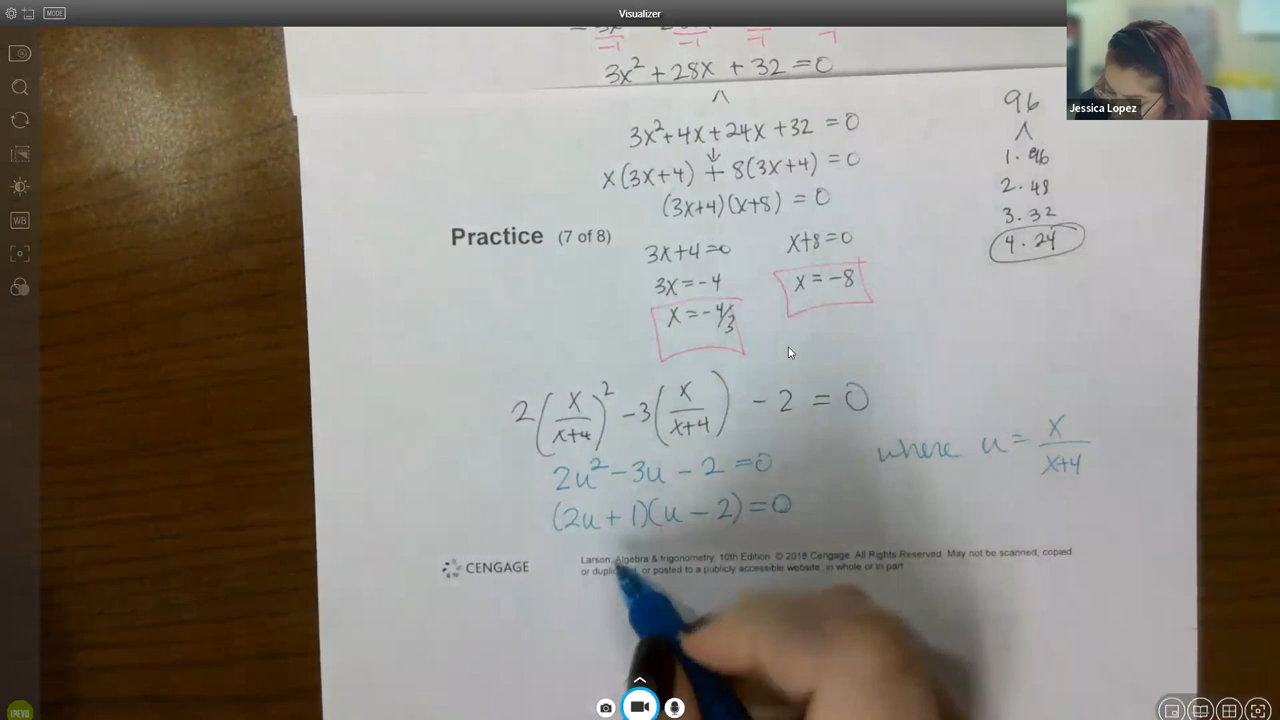 MODE
Visualizer
3x² + 28x + 32 = 0
3x² + 4x + 24x + 32 = 0
x(3x+4) + 8(3x+4) = 0
(3x+4)(x+8) = 0
96
1 · 96
2 · 48
3 · 32
4 · 24
Jessica Lopez
Practice (7 of 8)
3x+4=0
3x = -4
x = -4/3
x+8=0
x = -8
2(x/(x+4))² - 3(x/(x+4)) - 2 = 0
2u² - 3u - 2 = 0
(2u + 1)(u - 2) = 0
where u = x/(x+4)
CENGAGE
Larson, Algebra & trigonometry, 10th Edition. © 2018 Cengage. All Rights Reserved. May not be scanned, copied
or or posted to a publicly accessible website, in whole or in part.
WB
IPEVO